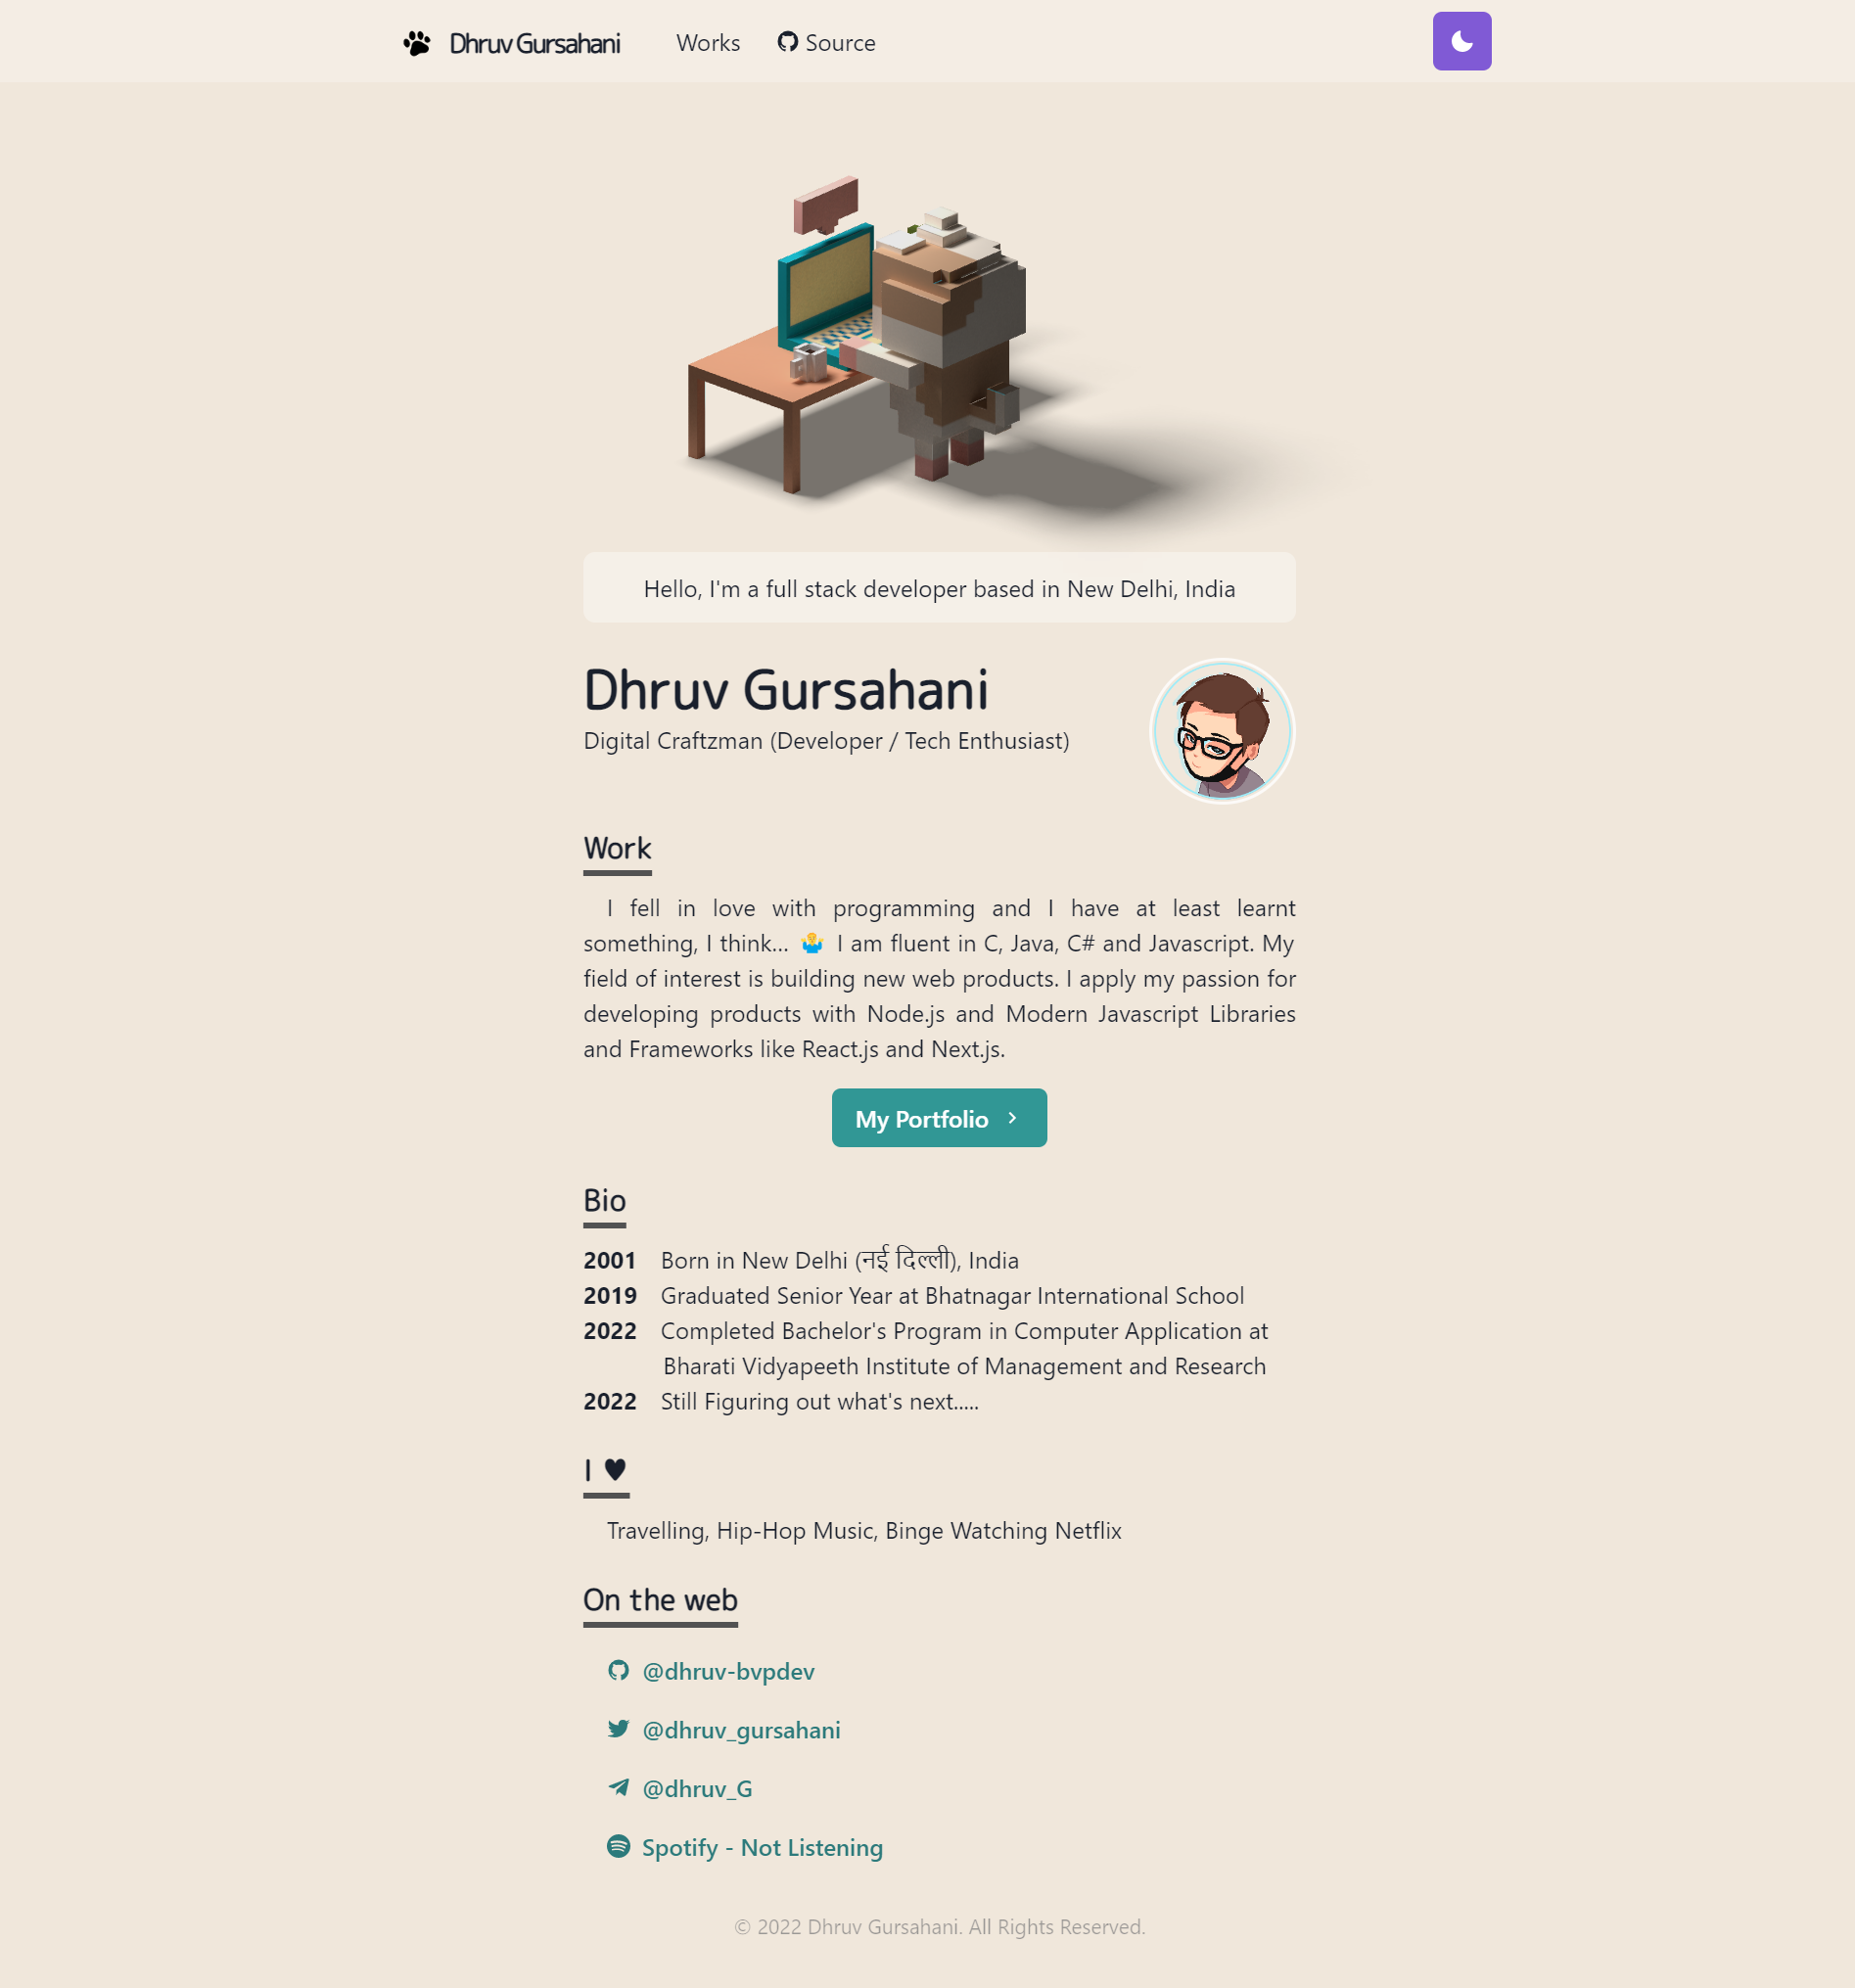 Dhruv Gursahani Works Source
Hello, I'm a full stack developer based in New Delhi, India
Dhruv Gursahani
Digital Craftzman (Developer / Tech Enthusiast)
Work
I fell in love with programming and I have at least learnt
something, I think... 🤷 I am fluent in C, Java, C# and Javascript. My
field of interest is building new web products. I apply my passion for
developing products with Node.js and Modern Javascript Libraries
and Frameworks like React.js and Next.js.
My Portfolio
Bio
2001 Born in New Delhi (नई दिल्ली), India
2019 Graduated Senior Year at Bhatnagar International School
2022 Completed Bachelor's Program in Computer Application at
Bharati Vidyapeeth Institute of Management and Research
2022 Still Figuring out what's next.....
I ♥
Travelling, Hip-Hop Music, Binge Watching Netflix
On the web
@dhruv-bvpdev
@dhruv_gursahani
@dhruv_G
Spotify - Not Listening
© 2022 Dhruv Gursahani. All Rights Reserved.